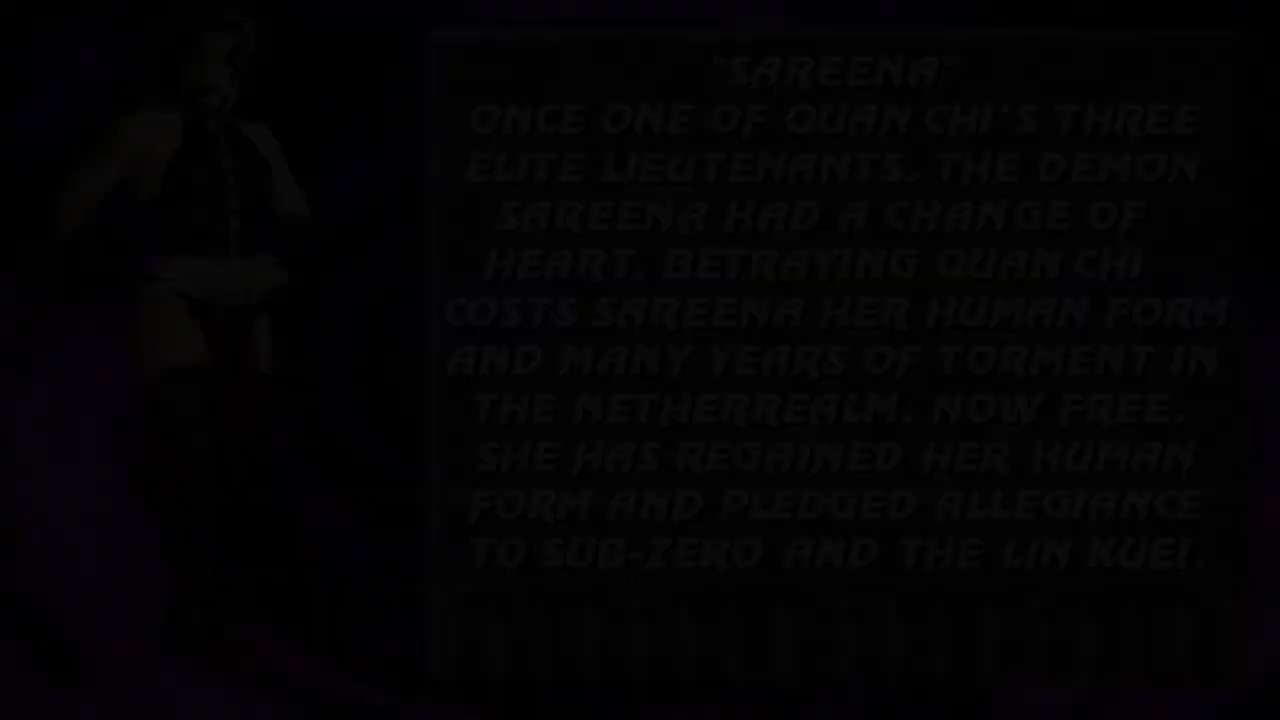 "SAREENA"
ONCE ONE OF QUAN CHI'S THREE
ELITE LIEUTENANTS, THE DEMON
SAREENA HAD A CHANGE OF
HEART. BETRAYING QUAN CHI
COSTS SAREENA HER HUMAN FORM
AND MANY YEARS OF TORMENT IN
THE NETHERREALM. NOW FREE,
SHE HAS REGAINED HER HUMAN
FORM AND PLEDGED ALLEGIANCE
TO SUB-ZERO AND THE LIN KUEI.